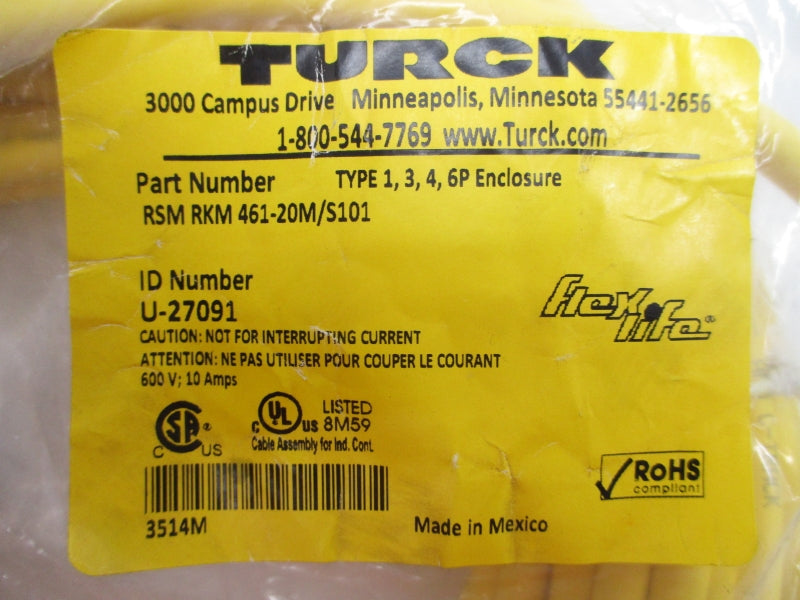 TURCK
3000 Campus Drive Minneapolis, Minnesota 55441-2656
1-800-544-7769 www.Turck.com
Part Number TYPE 1, 3, 4, 6P Enclosure
RSM RKM 461-20M/S101
ID Number
U-27091
flex life®
CAUTION: NOT FOR INTERRUPTING CURRENT
ATTENTION: NE PAS UTILISER POUR COUPER LE COURANT
600 V; 10 Amps
C SA® US
C UL US LISTED 8M59
Cable Assembly for Ind. Cont.
RoHS
compliant
3514M
Made in Mexico